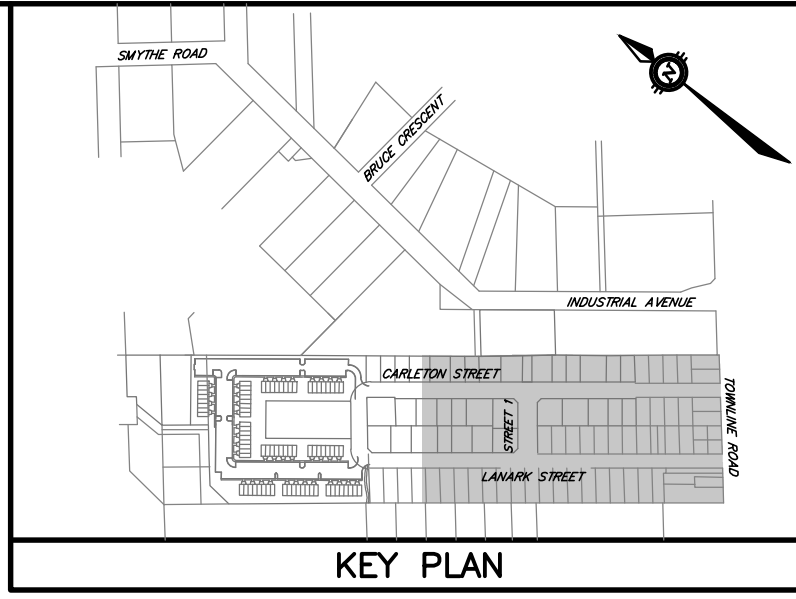 SMYTHE ROAD
N
BRUCE CRESCENT
INDUSTRIAL AVENUE
CARLETON STREET
STREET 1
TOWNLINE ROAD
LANARK STREET
KEY PLAN